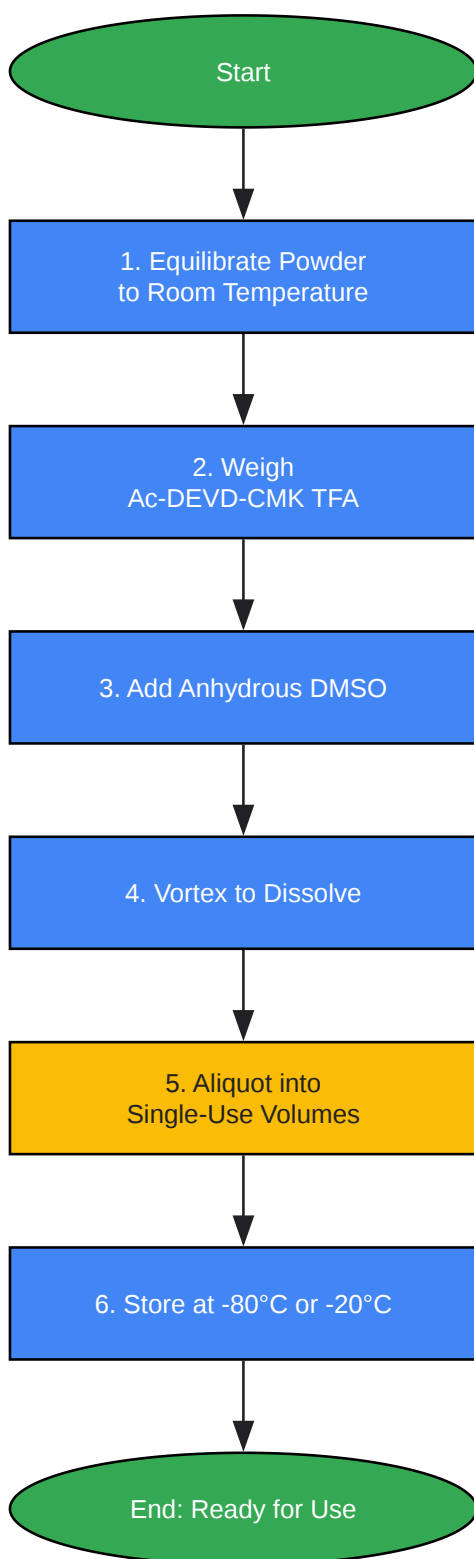 Start
1. Equilibrate Powder
to Room Temperature
2. Weigh
Ac-DEVD-CMK TFA
3. Add Anhydrous DMSO
4. Vortex to Dissolve
5. Aliquot into
Single-Use Volumes
6. Store at -80°C or -20°C
End: Ready for Use